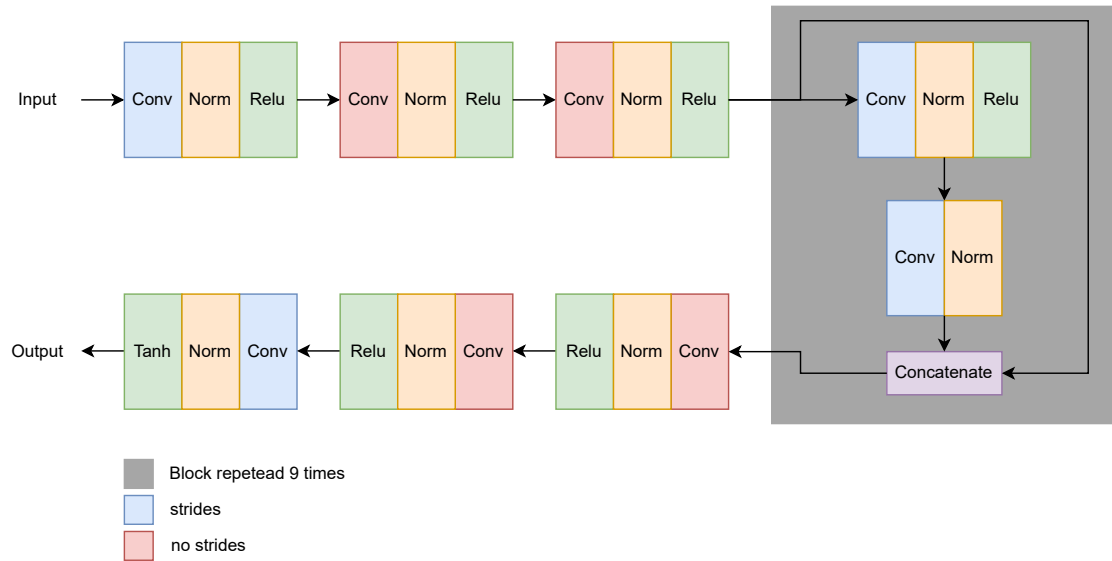 Input
Conv Norm Relu
Conv Norm Relu
Conv Norm Relu
Conv Norm Relu
Conv Norm
Concatenate
Output
Tanh Norm Conv
Relu Norm Conv
Relu Norm Conv
Block repetead 9 times
strides
no strides